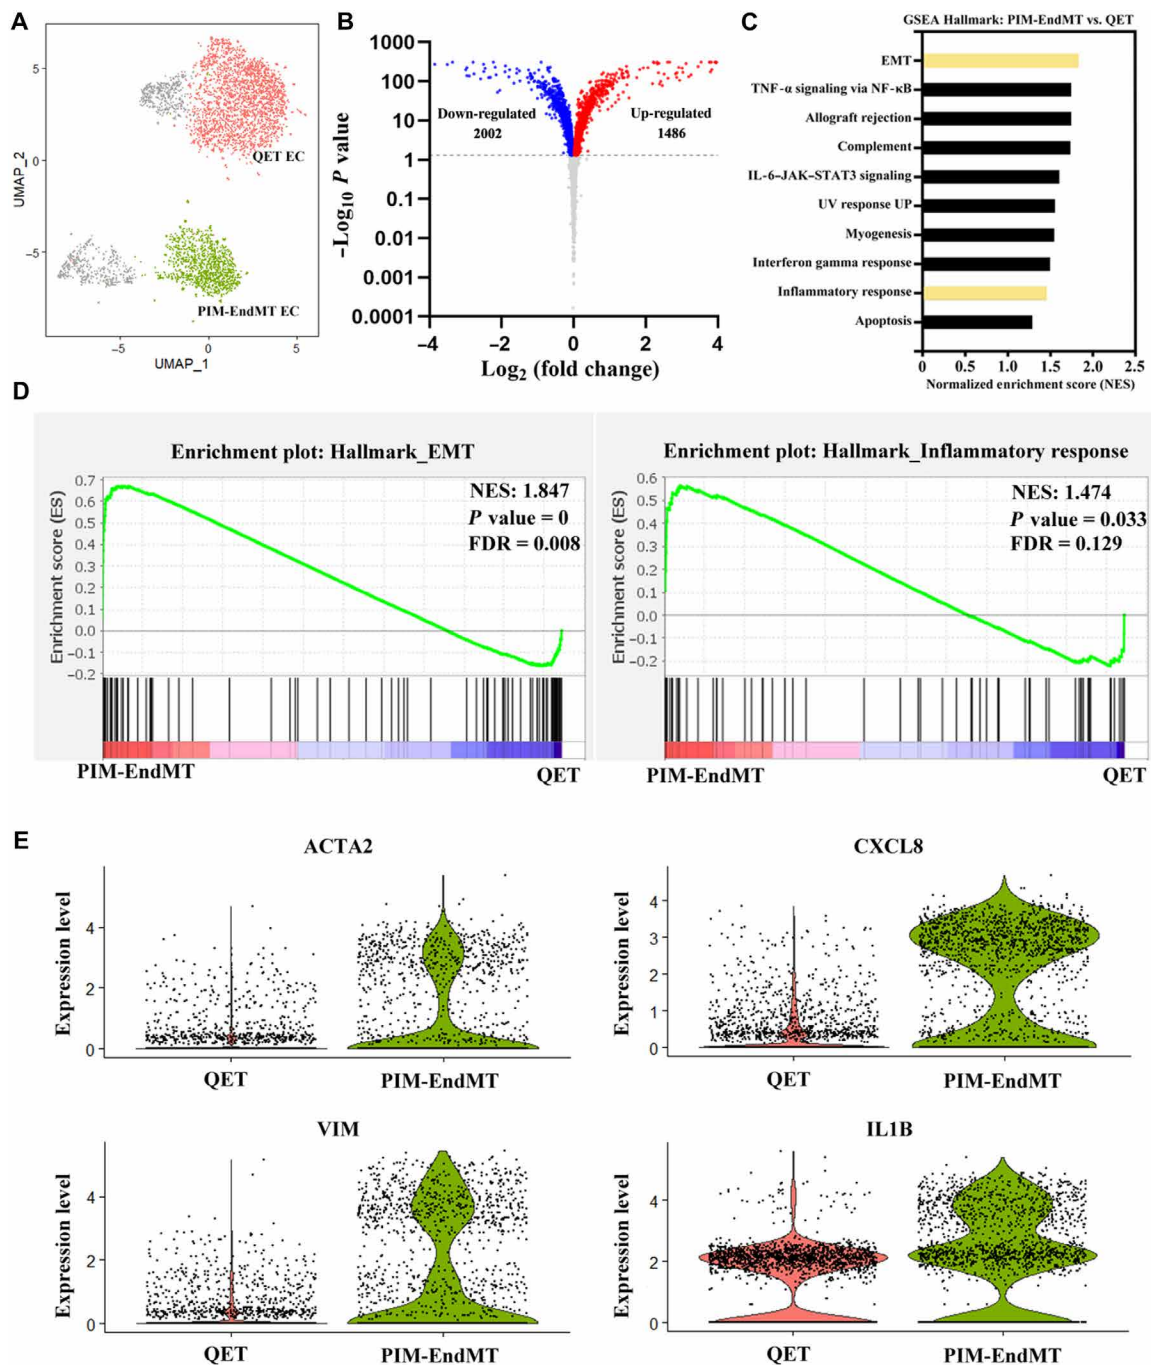 A
UMAP_2
5
0
−5
QET EC
PIM-EndMT EC
−5
0
5
UMAP_1
B
-Log10 P value
1000
100
10
1
0.1
0.01
0.001
0.0001
Down-regulated
2002
Up-regulated
1486
−4
−2
0
2
4
Log2 (fold change)
C
GSEA Hallmark: PIM-EndMT vs. QET
EMT
TNF-α signaling via NF-κB
Allograft rejection
Complement
IL-6–JAK–STAT3 signaling
UV response UP
Myogenesis
Interferon gamma response
Inflammatory response
Apoptosis
0 0.5 1.0 1.5 2.0 2.5
Normalized enrichment score (NES)
D
Enrichment plot: Hallmark_EMT
Enrichment score (ES)
0.7
0.6
0.5
0.4
0.3
0.2
0.1
0.0
-0.1
-0.2
NES: 1.847
P value = 0
FDR = 0.008
PIM-EndMT
QET
Enrichment plot: Hallmark_Inflammatory response
Enrichment score (ES)
0.6
0.5
0.4
0.3
0.2
0.1
0.0
-0.1
-0.2
NES: 1.474
P value = 0.033
FDR = 0.129
PIM-EndMT
QET
E
ACTA2
Expression level
4
2
0
QET
PIM-EndMT
CXCL8
Expression level
4
3
2
1
0
QET
PIM-EndMT
VIM
Expression level
4
2
0
QET
PIM-EndMT
IL1B
Expression level
4
2
0
QET
PIM-EndMT